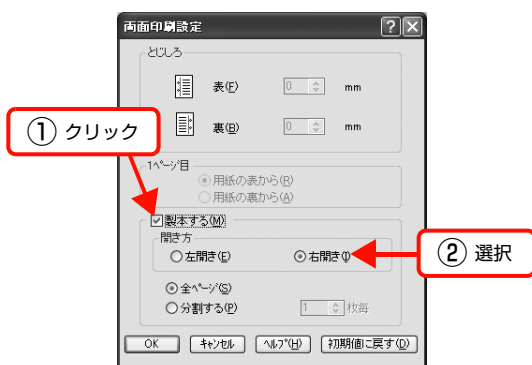 両面印刷設定
とじしろ
表(F) 0 mm
裏(B) 0 mm
① クリック
1ﾍﾟｰｼﾞ目
用紙の表から(R)
用紙の裏から(A)
製本する(M)
開き方
左開き(E) 右開き(I)
② 選択
全ﾍﾟｰｼﾞ(S)
分割する(P) 1 枚毎
OK ｷｬﾝｾﾙ ﾍﾙﾌﾟ(H) 初期値に戻す(D)